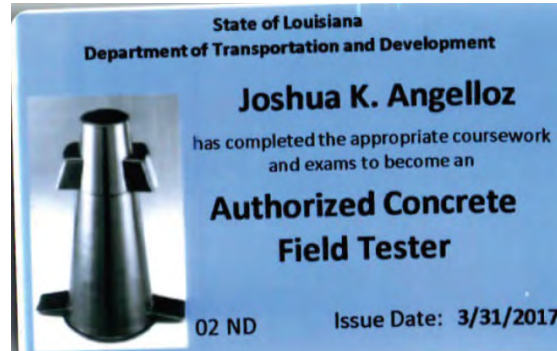 State of Louisiana
Department of Transportation and Development
Joshua K. Angelloz
has completed the appropriate coursework
and exams to become an
Authorized Concrete
Field Tester
02 ND Issue Date: 3/31/2017